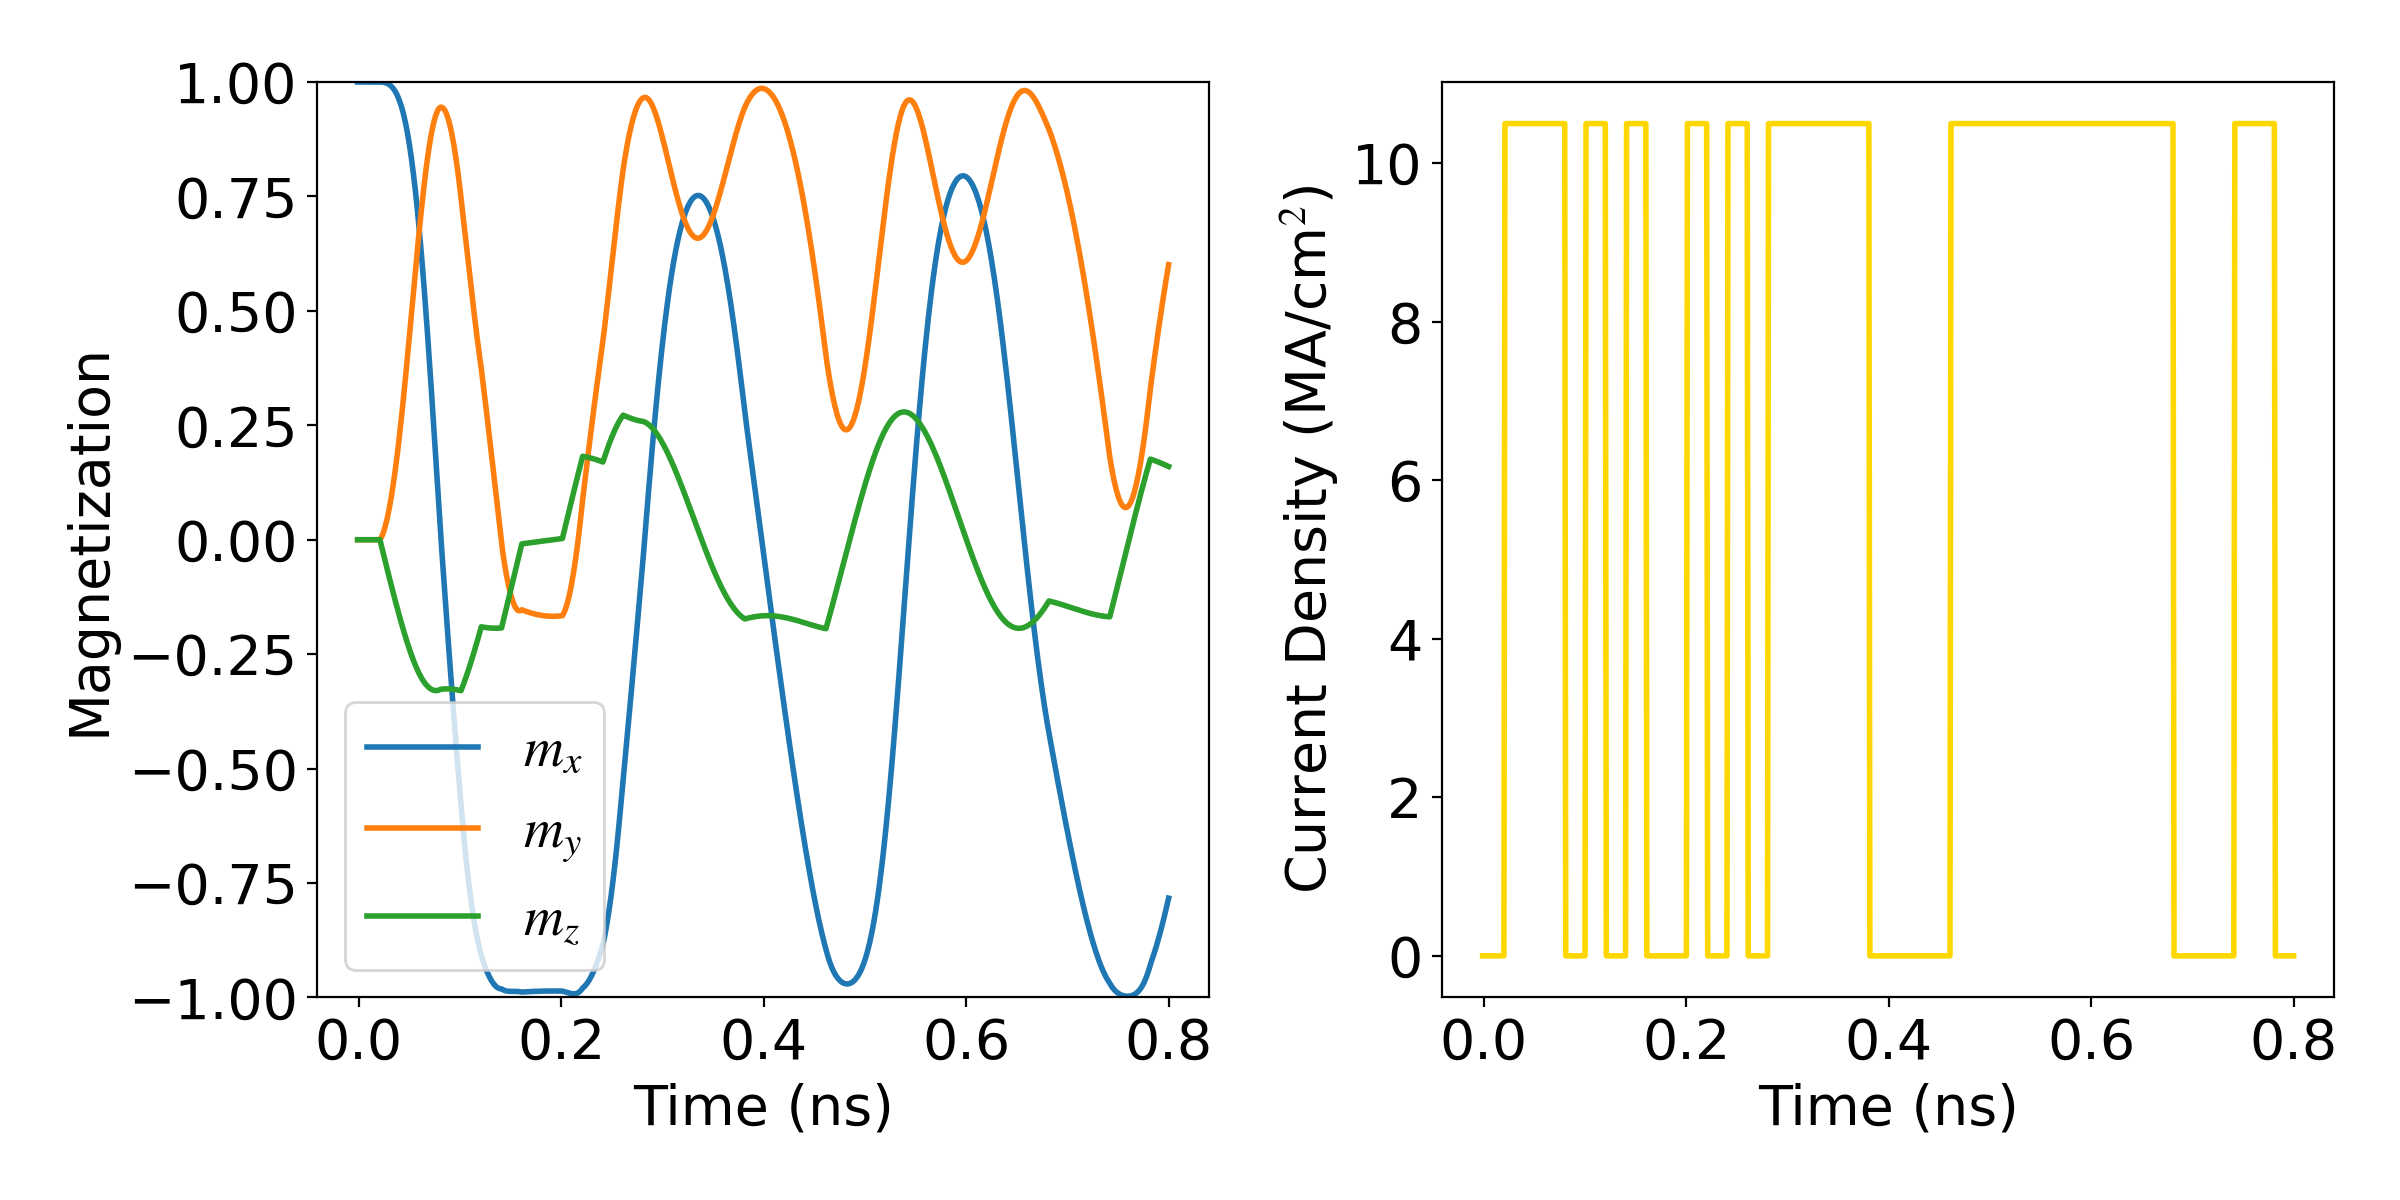 Magnetization
1.00
0.75
0.50
0.25
0.00
−0.25
−0.50
−0.75
−1.00
m_x
m_y
m_z
0.0 0.2 0.4 0.6 0.8
Time (ns)
Current Density (MA/cm²)
10
8
6
4
2
0
0.0 0.2 0.4 0.6 0.8
Time (ns)